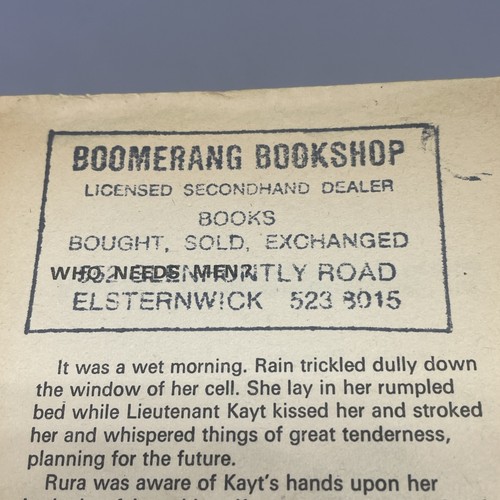 BOOMERANG BOOKSHOP
LICENSED SECONDHAND DEALER
BOOKS
BOUGHT, SOLD, EXCHANGED
WHO NEEDS MEN?
GLENHUNTLY ROAD
ELSTERNWICK 523 8015
It was a wet morning. Rain trickled dully down
the window of her cell. She lay in her rumpled
bed while Lieutenant Kayt kissed her and stroked
her and whispered things of great tenderness,
planning for the future.
Rura was aware of Kayt's hands upon her